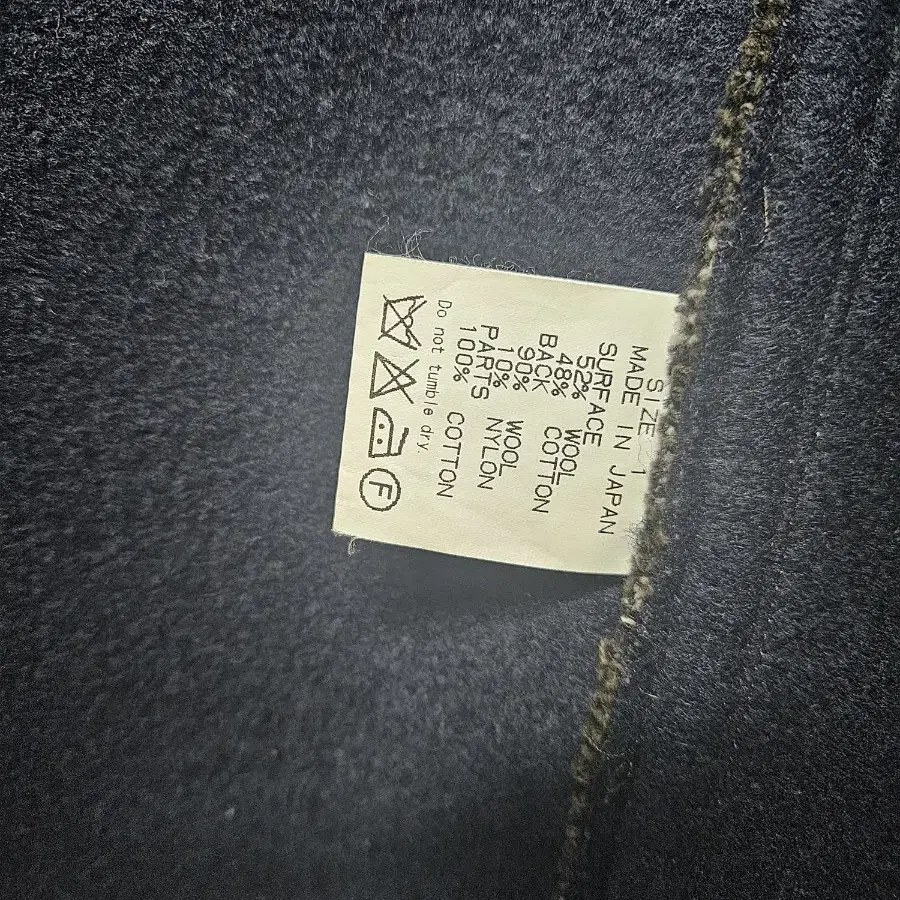 SIZE 1
MADE IN JAPAN
SURFACE
52% WOOL
48% COTTON
BACK
90% WOOL
10% NYLON
PARTS
100% COTTON
Do not tumble dry.
F